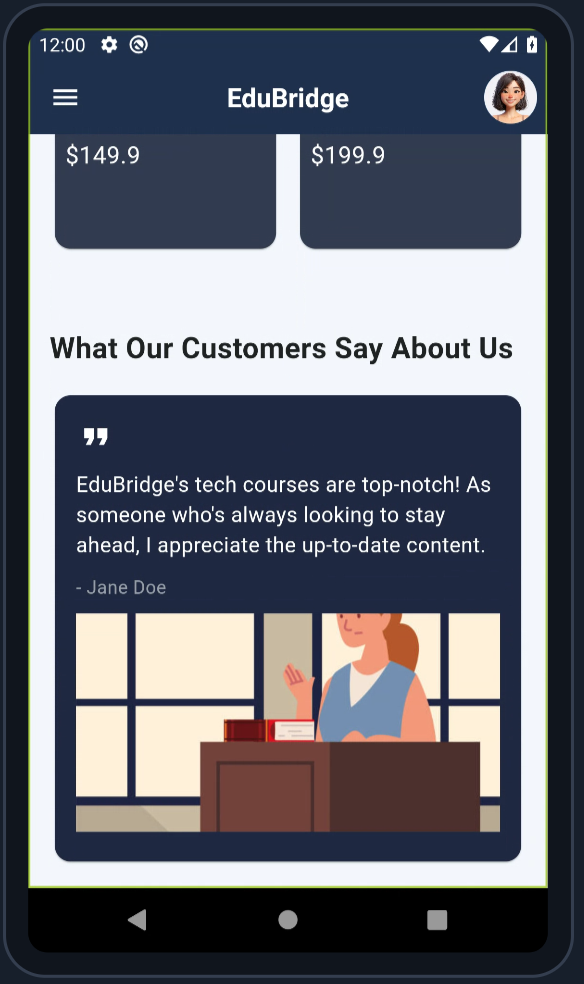 12:00
EduBridge
$149.9
$199.9
What Our Customers Say About Us
”
EduBridge's tech courses are top-notch! As
someone who's always looking to stay
ahead, I appreciate the up-to-date content.
- Jane Doe